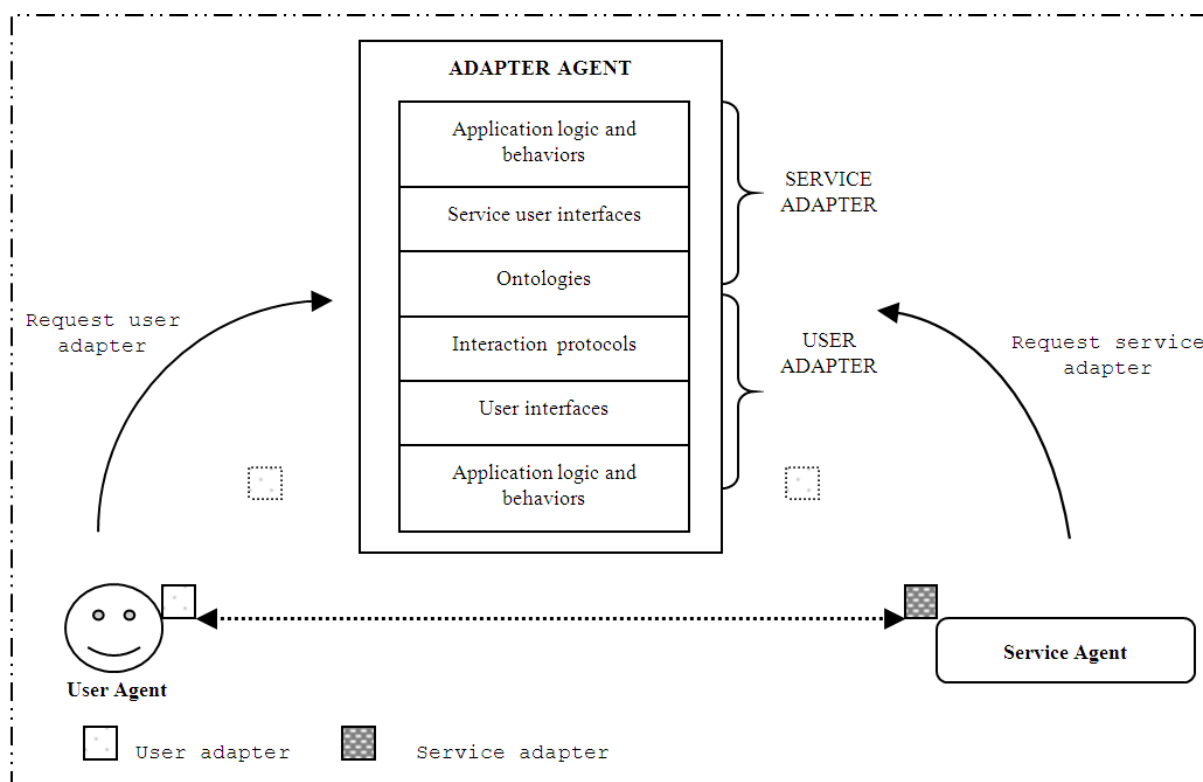 ADAPTER AGENT
Application logic and
behaviors
Service user interfaces
Ontologies
Interaction protocols
User interfaces
Application logic and
behaviors
SERVICE
ADAPTER
USER
ADAPTER
Request user
adapter
Request service
adapter
User Agent
Service Agent
User adapter
Service adapter